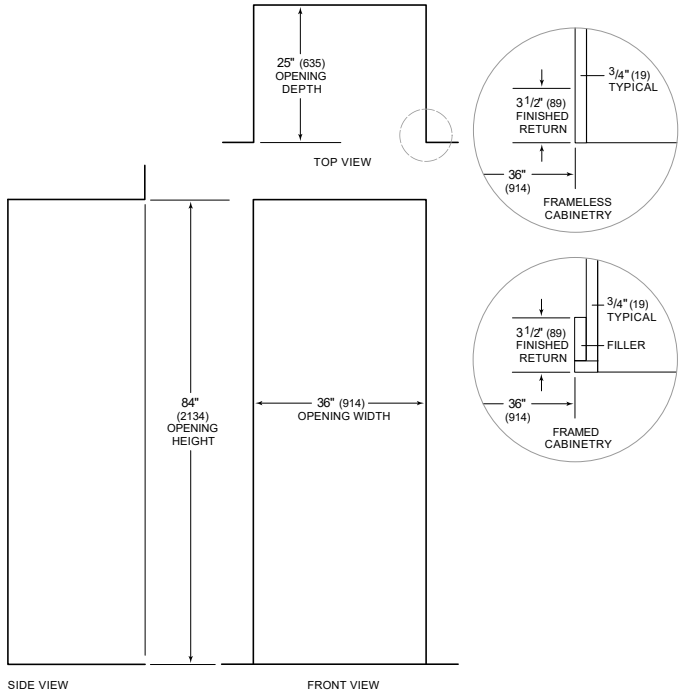 25" (635)
OPENING
DEPTH
TOP VIEW
3/4" (19)
TYPICAL
3 1/2" (89)
FINISHED
RETURN
36"
(914)
FRAMELESS
CABINETRY
3/4" (19)
TYPICAL
3 1/2" (89)
FINISHED
RETURN
FILLER
36"
(914)
FRAMED
CABINETRY
84"
(2134)
OPENING
HEIGHT
36" (914)
OPENING WIDTH
SIDE VIEW
FRONT VIEW